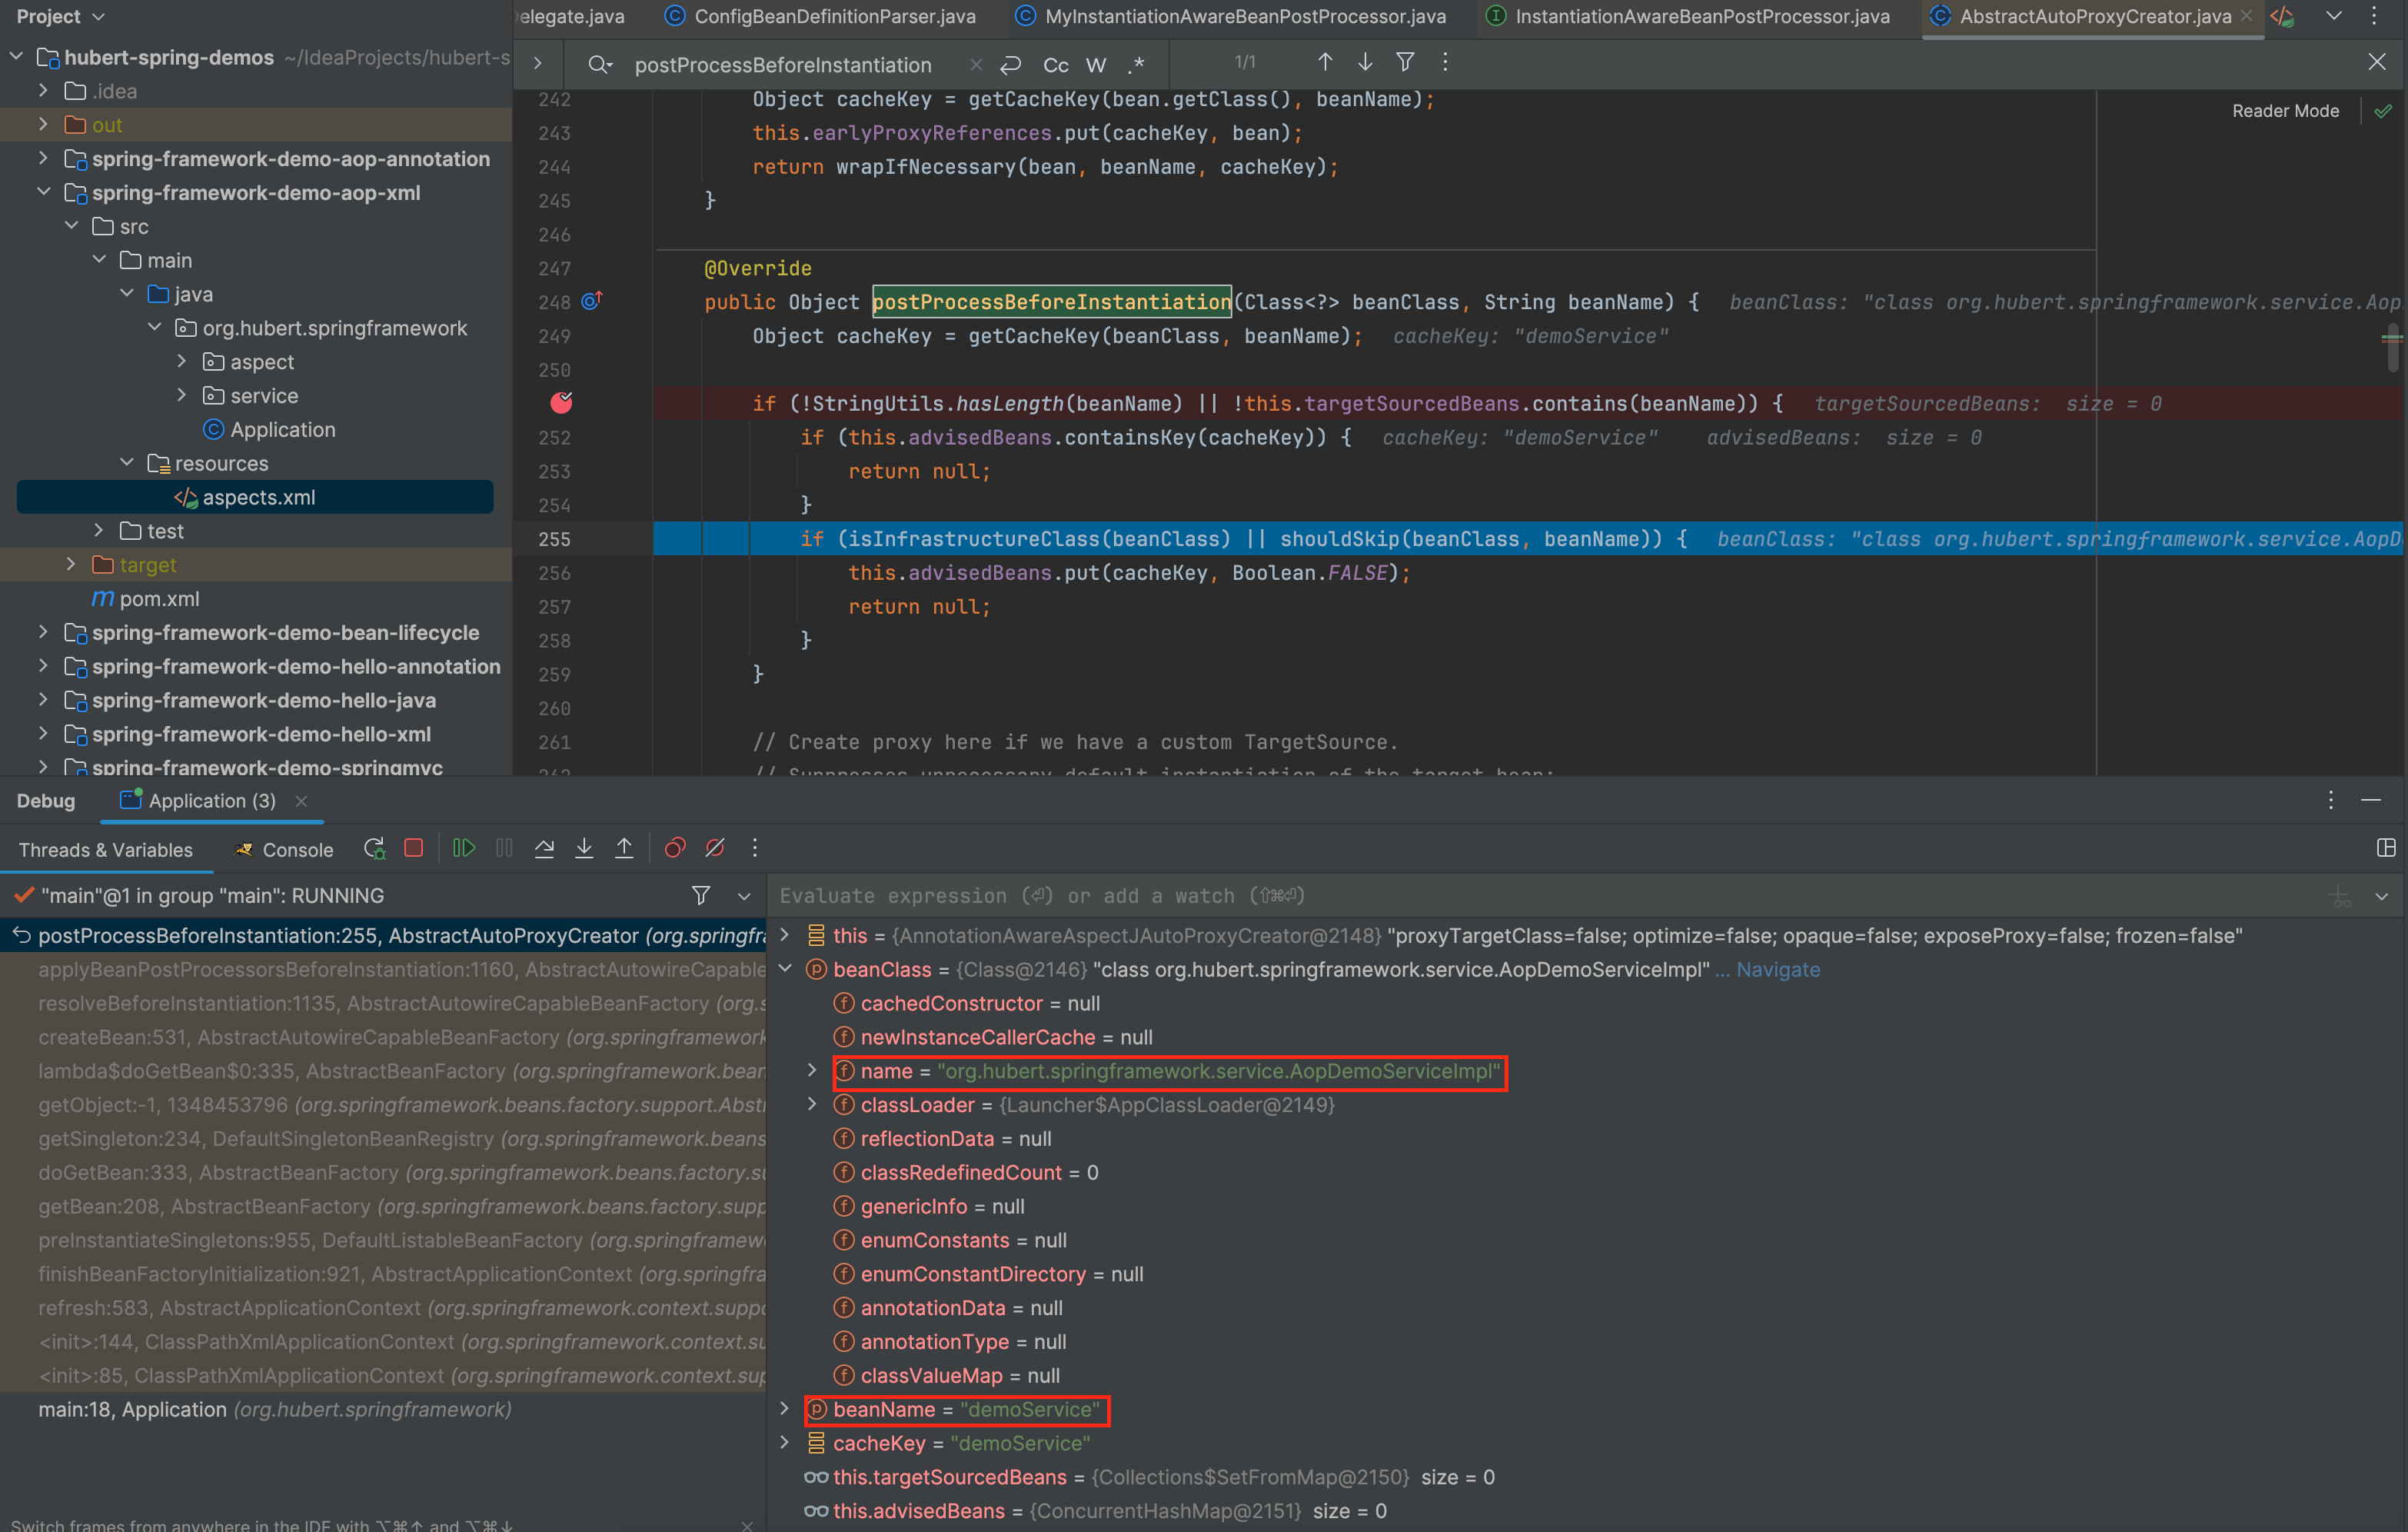 Project
elegate.java
ConfigBeanDefinitionParser.java
MyInstantiationAwareBeanPostProcessor.java
InstantiationAwareBeanPostProcessor.java
AbstractAutoProxyCreator.java
hubert-spring-demos ~/IdeaProjects/hubert-s
.idea
out
spring-framework-demo-aop-annotation
spring-framework-demo-aop-xml
src
main
java
org.hubert.springframework
aspect
service
Application
resources
aspects.xml
test
target
pom.xml
spring-framework-demo-bean-lifecycle
spring-framework-demo-hello-annotation
spring-framework-demo-hello-java
spring-framework-demo-hello-xml
spring-framework-demo-springmvc
postProcessBeforeInstantiation
Cc W .*
1/1
Reader Mode
242 Object cacheKey = getCacheKey(bean.getClass(), beanName);
243 this.earlyProxyReferences.put(cacheKey, bean);
244 return wrapIfNecessary(bean, beanName, cacheKey);
245 }
246
247 @Override
248 public Object postProcessBeforeInstantiation(Class<?> beanClass, String beanName) { beanClass: "class org.hubert.springframework.service.Aop
249 Object cacheKey = getCacheKey(beanClass, beanName); cacheKey: "demoService"
250
if (!StringUtils.hasLength(beanName) || !this.targetSourcedBeans.contains(beanName)) { targetSourcedBeans: size = 0
252 if (this.advisedBeans.containsKey(cacheKey)) { cacheKey: "demoService" advisedBeans: size = 0
253 return null;
254 }
255 if (isInfrastructureClass(beanClass) || shouldSkip(beanClass, beanName)) { beanClass: "class org.hubert.springframework.service.AopD
256 this.advisedBeans.put(cacheKey, Boolean.FALSE);
257 return null;
258 }
259 }
260
261 // Create proxy here if we have a custom TargetSource.
262 // Suppresses unnecessary default instantiation of the target bean:
Debug
Application (3)
Threads & Variables
Console
"main"@1 in group "main": RUNNING
postProcessBeforeInstantiation:255, AbstractAutoProxyCreator (org.springfra
applyBeanPostProcessorsBeforeInstantiation:1160, AbstractAutowireCapable
resolveBeforeInstantiation:1135, AbstractAutowireCapableBeanFactory (org.s
createBean:531, AbstractAutowireCapableBeanFactory (org.springframework
lambda$doGetBean$0:335, AbstractBeanFactory (org.springframework.bean
getObject:-1, 1348453796 (org.springframework.beans.factory.support.Abstr
getSingleton:234, DefaultSingletonBeanRegistry (org.springframework.beans
doGetBean:333, AbstractBeanFactory (org.springframework.beans.factory.su
getBean:208, AbstractBeanFactory (org.springframework.beans.factory.supp
preInstantiateSingletons:955, DefaultListableBeanFactory (org.springframew
finishBeanFactoryInitialization:921, AbstractApplicationContext (org.springfra
refresh:583, AbstractApplicationContext (org.springframework.context.suppo
<init>:144, ClassPathXmlApplicationContext (org.springframework.context.su
<init>:85, ClassPathXmlApplicationContext (org.springframework.context.sup
main:18, Application (org.hubert.springframework)
Switch frames from anywhere in the IDE with ⌥⌘↑ and ⌥⌘↓
Evaluate expression (⏎) or add a watch (⇧⌘⏎)
this = {AnnotationAwareAspectJAutoProxyCreator@2148} "proxyTargetClass=false; optimize=false; opaque=false; exposeProxy=false; frozen=false"
beanClass = {Class@2146} "class org.hubert.springframework.service.AopDemoServiceImpl" ... Navigate
cachedConstructor = null
newInstanceCallerCache = null
name = "org.hubert.springframework.service.AopDemoServiceImpl"
classLoader = {Launcher$AppClassLoader@2149}
reflectionData = null
classRedefinedCount = 0
genericInfo = null
enumConstants = null
enumConstantDirectory = null
annotationData = null
annotationType = null
classValueMap = null
beanName = "demoService"
cacheKey = "demoService"
this.targetSourcedBeans = {Collections$SetFromMap@2150} size = 0
this.advisedBeans = {ConcurrentHashMap@2151} size = 0